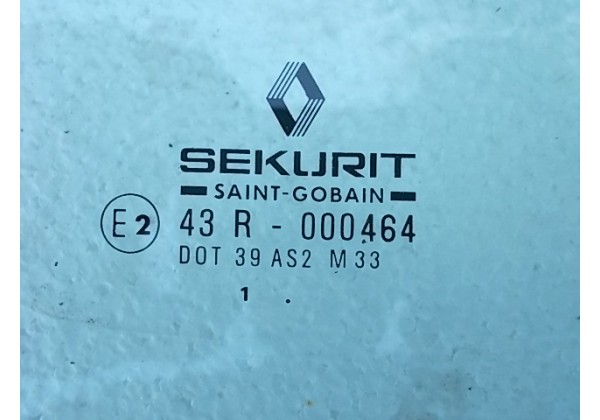 SEKURIT
SAINT-GOBAIN
E2 43 R - 000464
DOT 39 AS2 M33
1 .